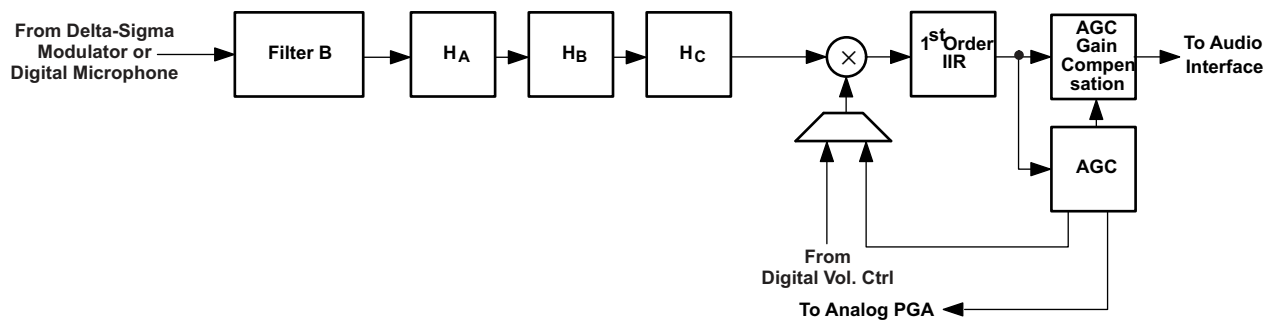 From Delta-Sigma
Modulator or
Digital Microphone
Filter B
HA
HB
HC
×
1st Order
IIR
AGC
Gain
Compen
sation
To Audio
Interface
AGC
From
Digital Vol. Ctrl
To Analog PGA